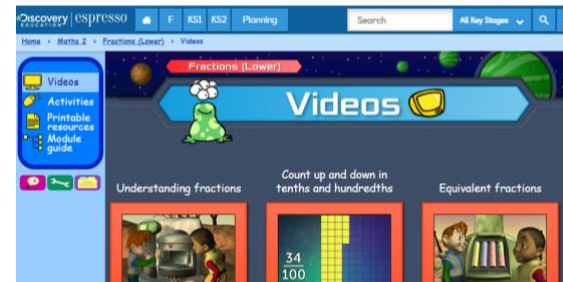 Discovery EDUCATION espresso F KS1 KS2 Planning Search All Key Stages
Home › Maths 2 › Fractions (Lower) › Videos
Fractions (Lower)
Videos
Videos
Activities
Printable
resources
Module
guide
Understanding fractions
Count up and down in
tenths and hundredths
Equivalent fractions
34
100